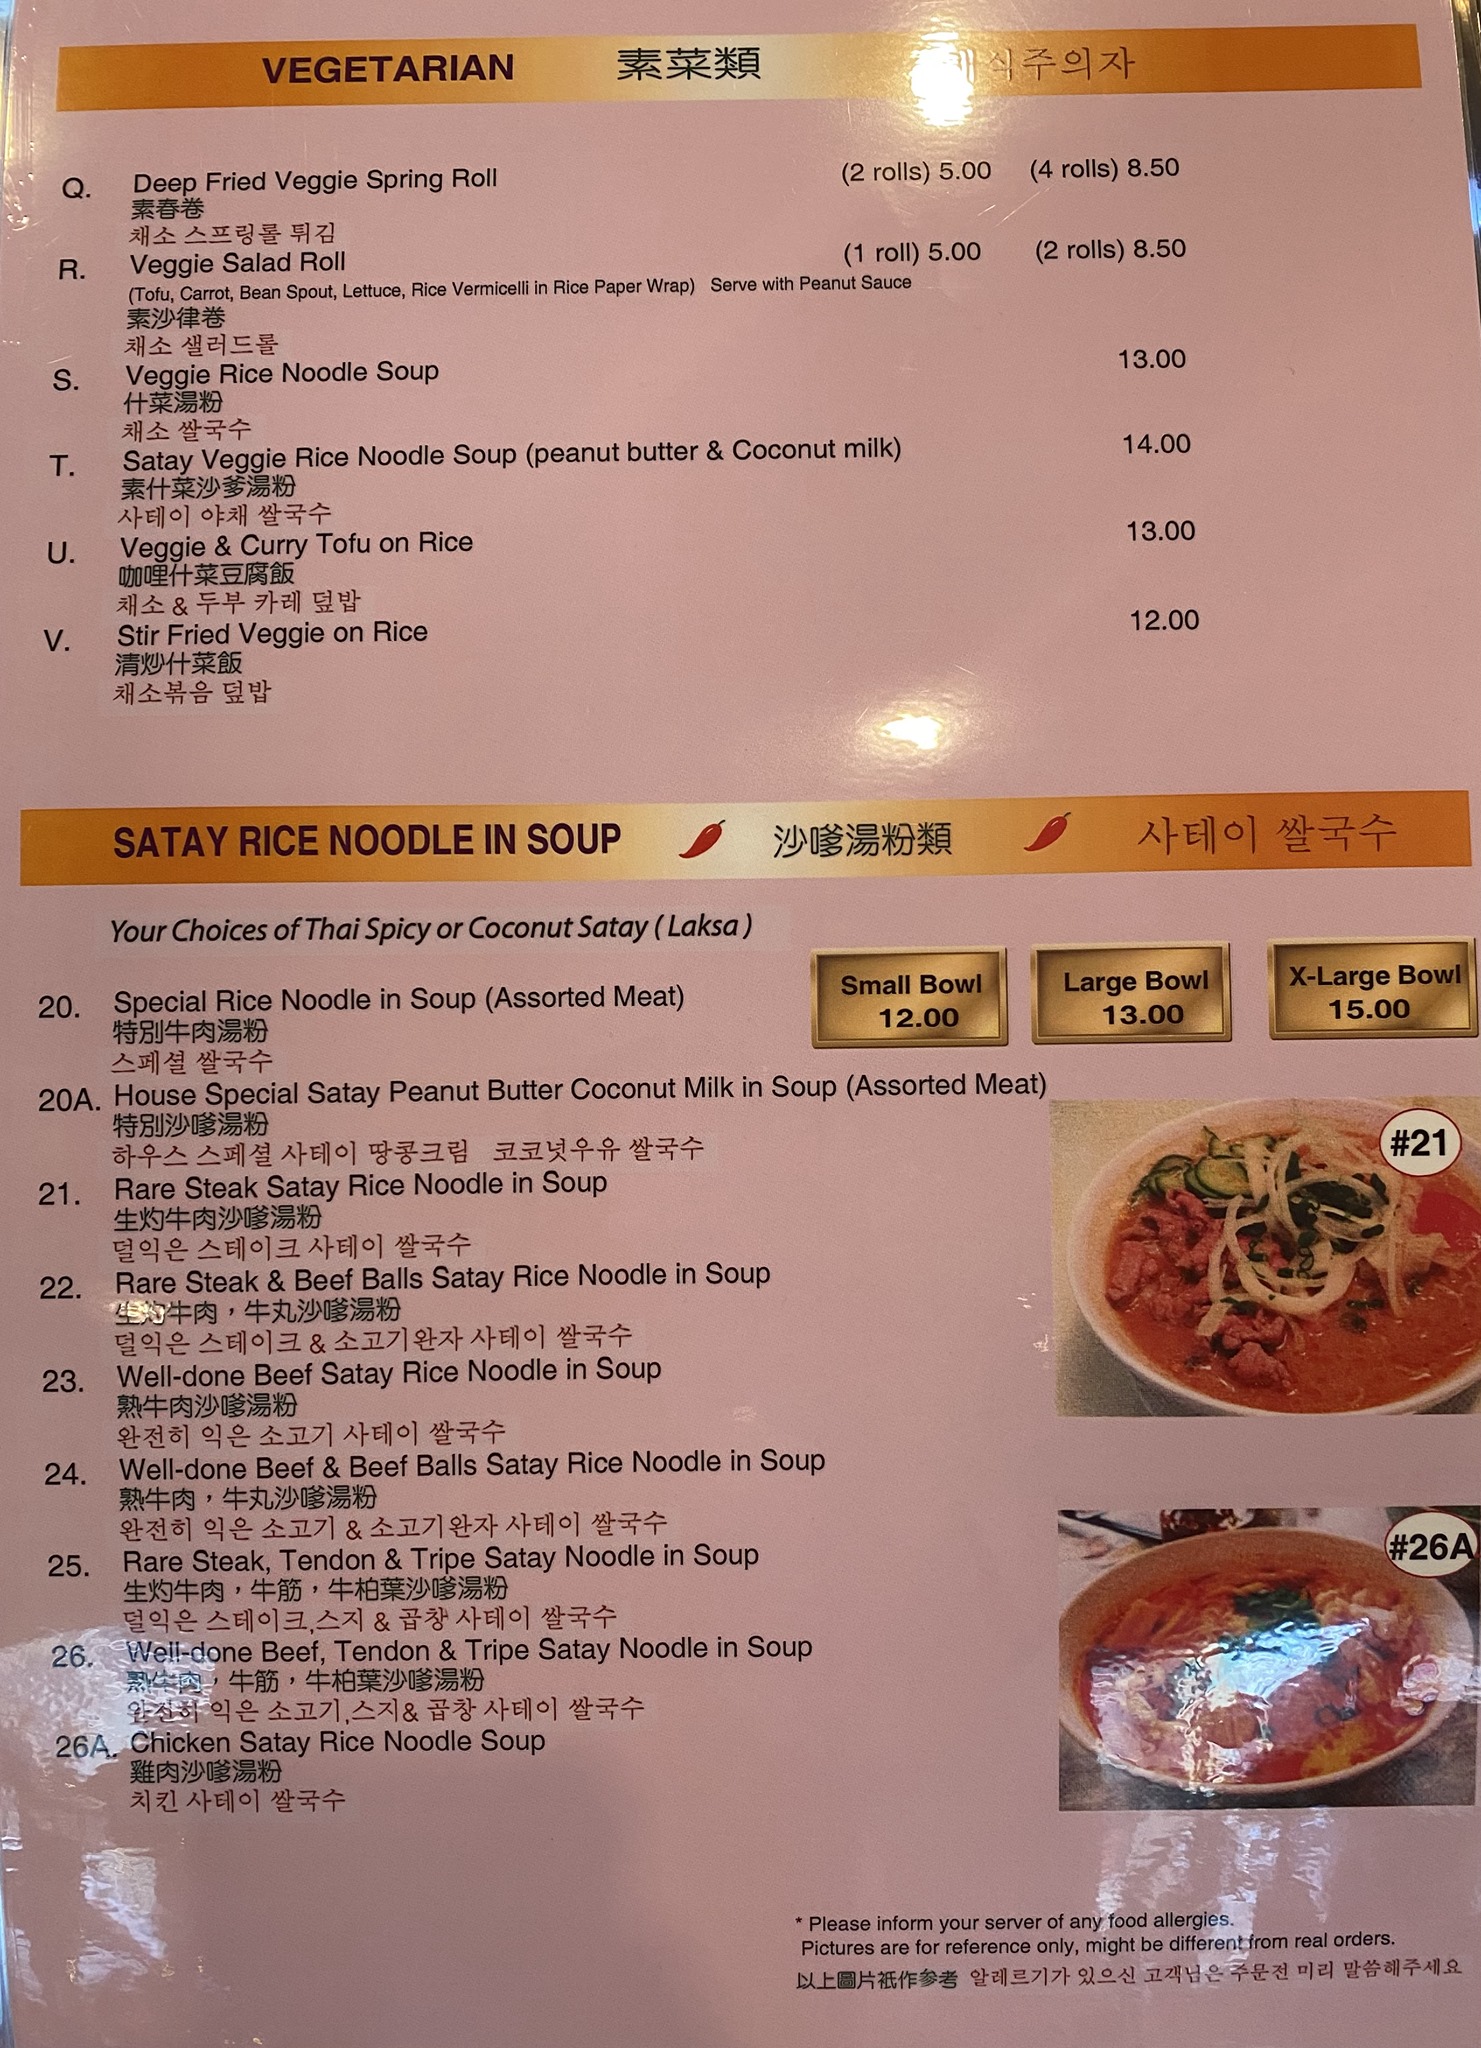 VEGETARIAN 素菜類 식주의자
Q. Deep Fried Veggie Spring Roll (2 rolls) 5.00 (4 rolls) 8.50
素春卷
채소 스프링롤 튀김
R. Veggie Salad Roll (1 roll) 5.00 (2 rolls) 8.50
(Tofu, Carrot, Bean Spout, Lettuce, Rice Vermicelli in Rice Paper Wrap) Serve with Peanut Sauce
素沙律卷
채소 샐러드롤
S. Veggie Rice Noodle Soup 13.00
什菜湯粉
채소 쌀국수
T. Satay Veggie Rice Noodle Soup (peanut butter & Coconut milk) 14.00
素什菜沙爹湯粉
사테이 야채 쌀국수
U. Veggie & Curry Tofu on Rice 13.00
咖哩什菜豆腐飯
채소 & 두부 카레 덮밥
V. Stir Fried Veggie on Rice 12.00
清炒什菜飯
채소볶음 덮밥
SATAY RICE NOODLE IN SOUP 沙嗲湯粉類 사테이 쌀국수
Your Choices of Thai Spicy or Coconut Satay ( Laksa )
Small Bowl 12.00
Large Bowl 13.00
X-Large Bowl 15.00
20. Special Rice Noodle in Soup (Assorted Meat)
特別牛肉湯粉
스페셜 쌀국수
20A. House Special Satay Peanut Butter Coconut Milk in Soup (Assorted Meat)
特別沙嗲湯粉
하우스 스페셜 사테이 땅콩크림 코코넛우유 쌀국수
#21
21. Rare Steak Satay Rice Noodle in Soup
生灼牛肉沙嗲湯粉
덜익은 스테이크 사테이 쌀국수
22. Rare Steak & Beef Balls Satay Rice Noodle in Soup
生灼牛肉，牛丸沙嗲湯粉
덜익은 스테이크 & 소고기완자 사테이 쌀국수
23. Well-done Beef Satay Rice Noodle in Soup
熟牛肉沙嗲湯粉
완전히 익은 소고기 사테이 쌀국수
24. Well-done Beef & Beef Balls Satay Rice Noodle in Soup
熟牛肉，牛丸沙嗲湯粉
완전히 익은 소고기 & 소고기완자 사테이 쌀국수
#26A
25. Rare Steak, Tendon & Tripe Satay Noodle in Soup
生灼牛肉，牛筋，牛柏葉沙嗲湯粉
덜익은 스테이크,스지 & 곱창 사테이 쌀국수
26. Well-done Beef, Tendon & Tripe Satay Noodle in Soup
熟牛肉，牛筋，牛柏葉沙嗲湯粉
완전히 익은 소고기,스지& 곱창 사테이 쌀국수
26A. Chicken Satay Rice Noodle Soup
雞肉沙嗲湯粉
치킨 사테이 쌀국수
* Please inform your server of any food allergies.
Pictures are for reference only, might be different from real orders.
以上圖片祇作參考 알레르기가 있으신 고객님은 주문전 미리 말씀해주세요